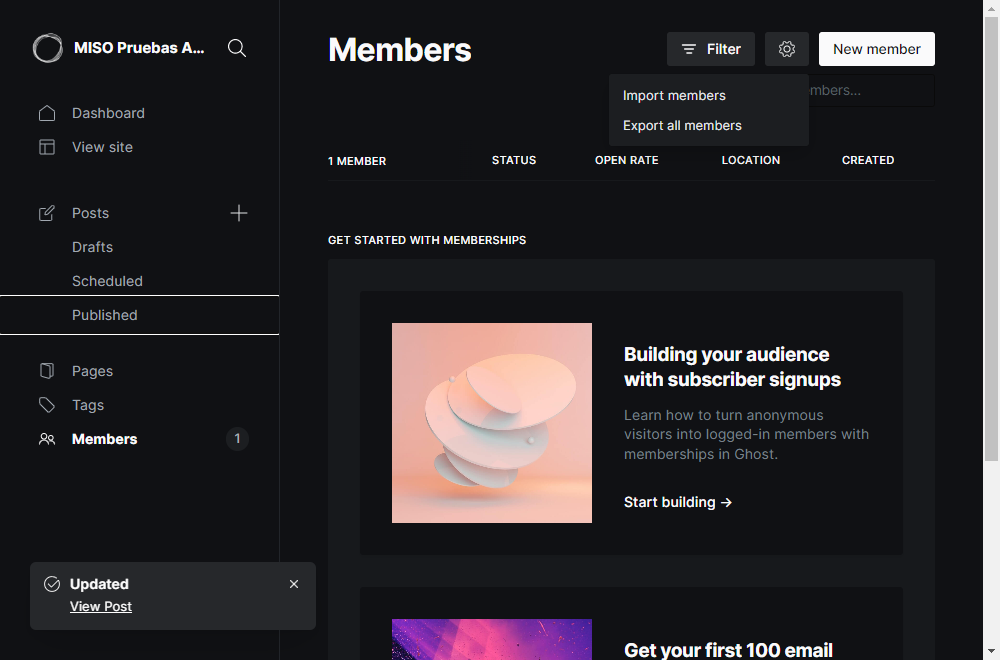 MISO Pruebas A...
Dashboard
View site
Posts
Drafts
Scheduled
Published
Pages
Tags
Members 1
Updated
View Post
Members
Filter
New member
Import members
Export all members
mbers...
1 MEMBER STATUS OPEN RATE LOCATION CREATED
GET STARTED WITH MEMBERSHIPS
Building your audience
with subscriber signups
Learn how to turn anonymous
visitors into logged-in members with
memberships in Ghost.
Start building →
Get your first 100 email